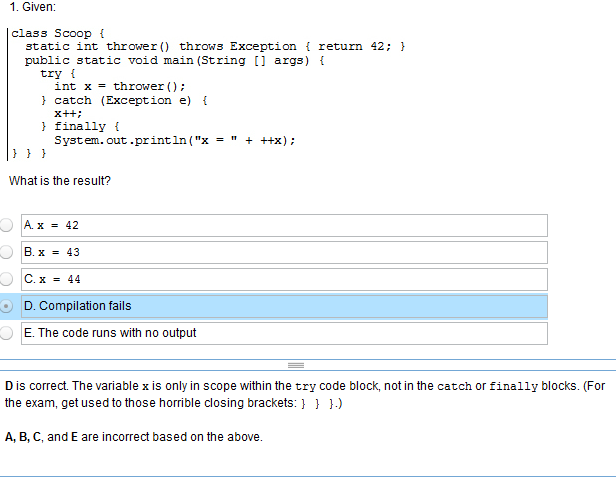 1. Given:
class Scoop {
static int thrower() throws Exception { return 42; }
public static void main(String [] args) {
try {
int x = thrower();
} catch (Exception e) {
x++;
} finally {
System.out.println("x = " + ++x);
} } }
What is the result?
A. x = 42
B. x = 43
C. x = 44
D. Compilation fails
E. The code runs with no output
D is correct. The variable x is only in scope within the try code block, not in the catch or finally blocks. (For
the exam, get used to those horrible closing brackets: } } }.)
A, B, C, and E are incorrect based on the above.